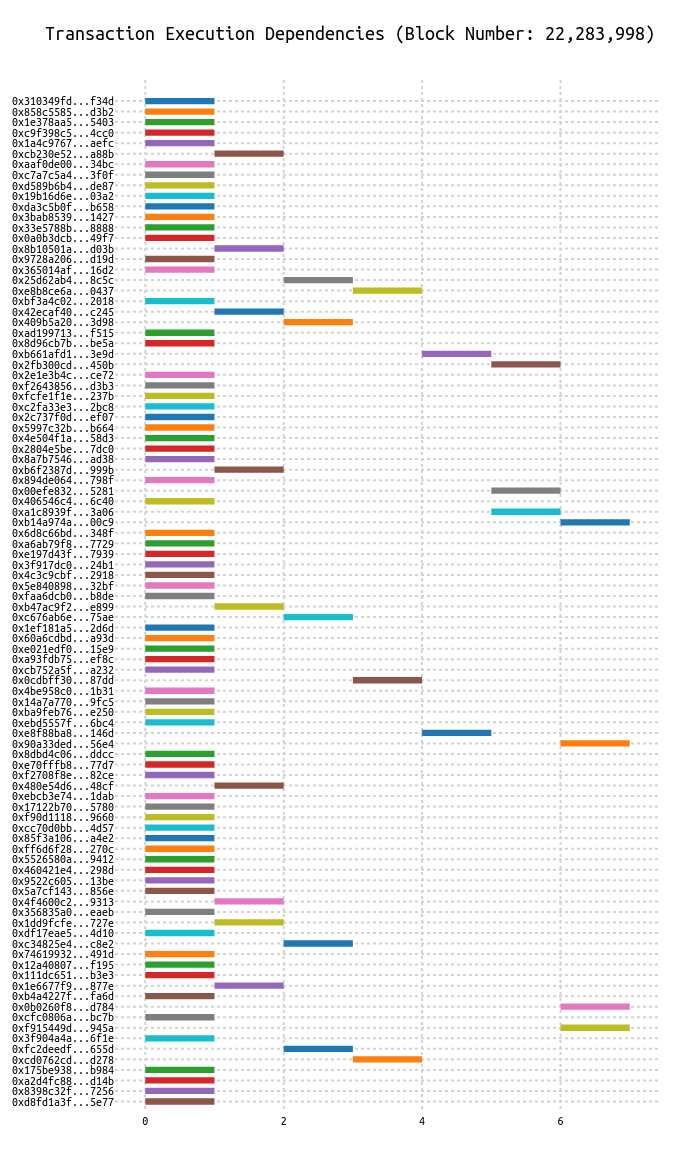 Transaction Execution Dependencies (Block Number: 22,283,998)
0x310349fd...f34d
0x858c5585...d3b2
0x1e378aa5...5403
0xc9f398c5...4cc0
0x1a4c9767...aefc
0xcb230e52...a88b
0xaaf0de00...34bc
0xc7a7c5a4...3f0f
0xd589b6b4...de87
0x19b16d6e...03a2
0xda3c5b0f...b658
0x3bab8539...1427
0x33e5788b...8888
0x0a0b3dcb...49f7
0x8b10501a...d03b
0x9728a206...d19d
0x365014af...16d2
0x25d62ab4...8c5c
0xe8b8ce6a...0437
0xbf3a4c02...2018
0x42ecaf40...c245
0x409b5a20...3d98
0xad199713...f515
0x8d96cb7b...be5a
0xb661afd1...3e9d
0x2fb300cd...450b
0x2e1e3b4c...ce72
0xf2643856...d3b3
0xfcfe1f1e...237b
0xc2fa33e3...2bc8
0x2c737f0d...ef07
0x5997c32b...b664
0x4e504f1a...58d3
0x2804e5be...7dc0
0x8a7b7546...ad38
0xb6f2387d...999b
0x894de064...798f
0x00efe832...5281
0x406546c4...6c40
0xa1c8939f...3a06
0xb14a974a...00c9
0x6d8c66bd...348f
0xa6ab79f8...7729
0xe197d43f...7939
0x3f917dc0...24b1
0x4c3c9cbf...2918
0x5e840898...32bf
0xfaa6dcb0...b8de
0xb47ac9f2...e899
0xc676ab6e...75ae
0x1ef181a5...2d6d
0x60a6cdbd...a93d
0xe021edf0...15e9
0xa93fdb75...ef8c
0xcb752a5f...a232
0x0cdbff30...87dd
0x4be958c0...1b31
0x14a7a770...9fc5
0xba9feb76...e250
0xebd5557f...6bc4
0xe8f88ba8...146d
0x90a33ded...56e4
0x8dbd4c06...ddcc
0xe70fffb8...77d7
0xf2708f8e...82ce
0x480e54d6...48cf
0xebcb3e74...1dab
0x17122b70...5780
0xf90d1118...9660
0xcc70d0bb...4d57
0x85f3a106...a4e2
0xff6d6f28...270c
0x5526580a...9412
0x460421e4...298d
0x9522c605...13be
0x5a7cf143...856e
0x4f4600c2...9313
0x356835a0...eaeb
0x1dd9fcfe...727e
0xdf17eae5...4d10
0xc34825e4...c8e2
0x74619932...491d
0x12a40807...f195
0x111dc651...b3e3
0x1e6677f9...877e
0xb4a4227f...fa6d
0x0b0260f8...d784
0xcfc0806a...bc7b
0xf915449d...945a
0x3f904a4a...6f1e
0xfc2deedf...655d
0xcd0762cd...d278
0x175be938...b984
0xa2d4fc88...d14b
0x8398c32f...7256
0xd8fd1a3f...5e77
0 2 4 6